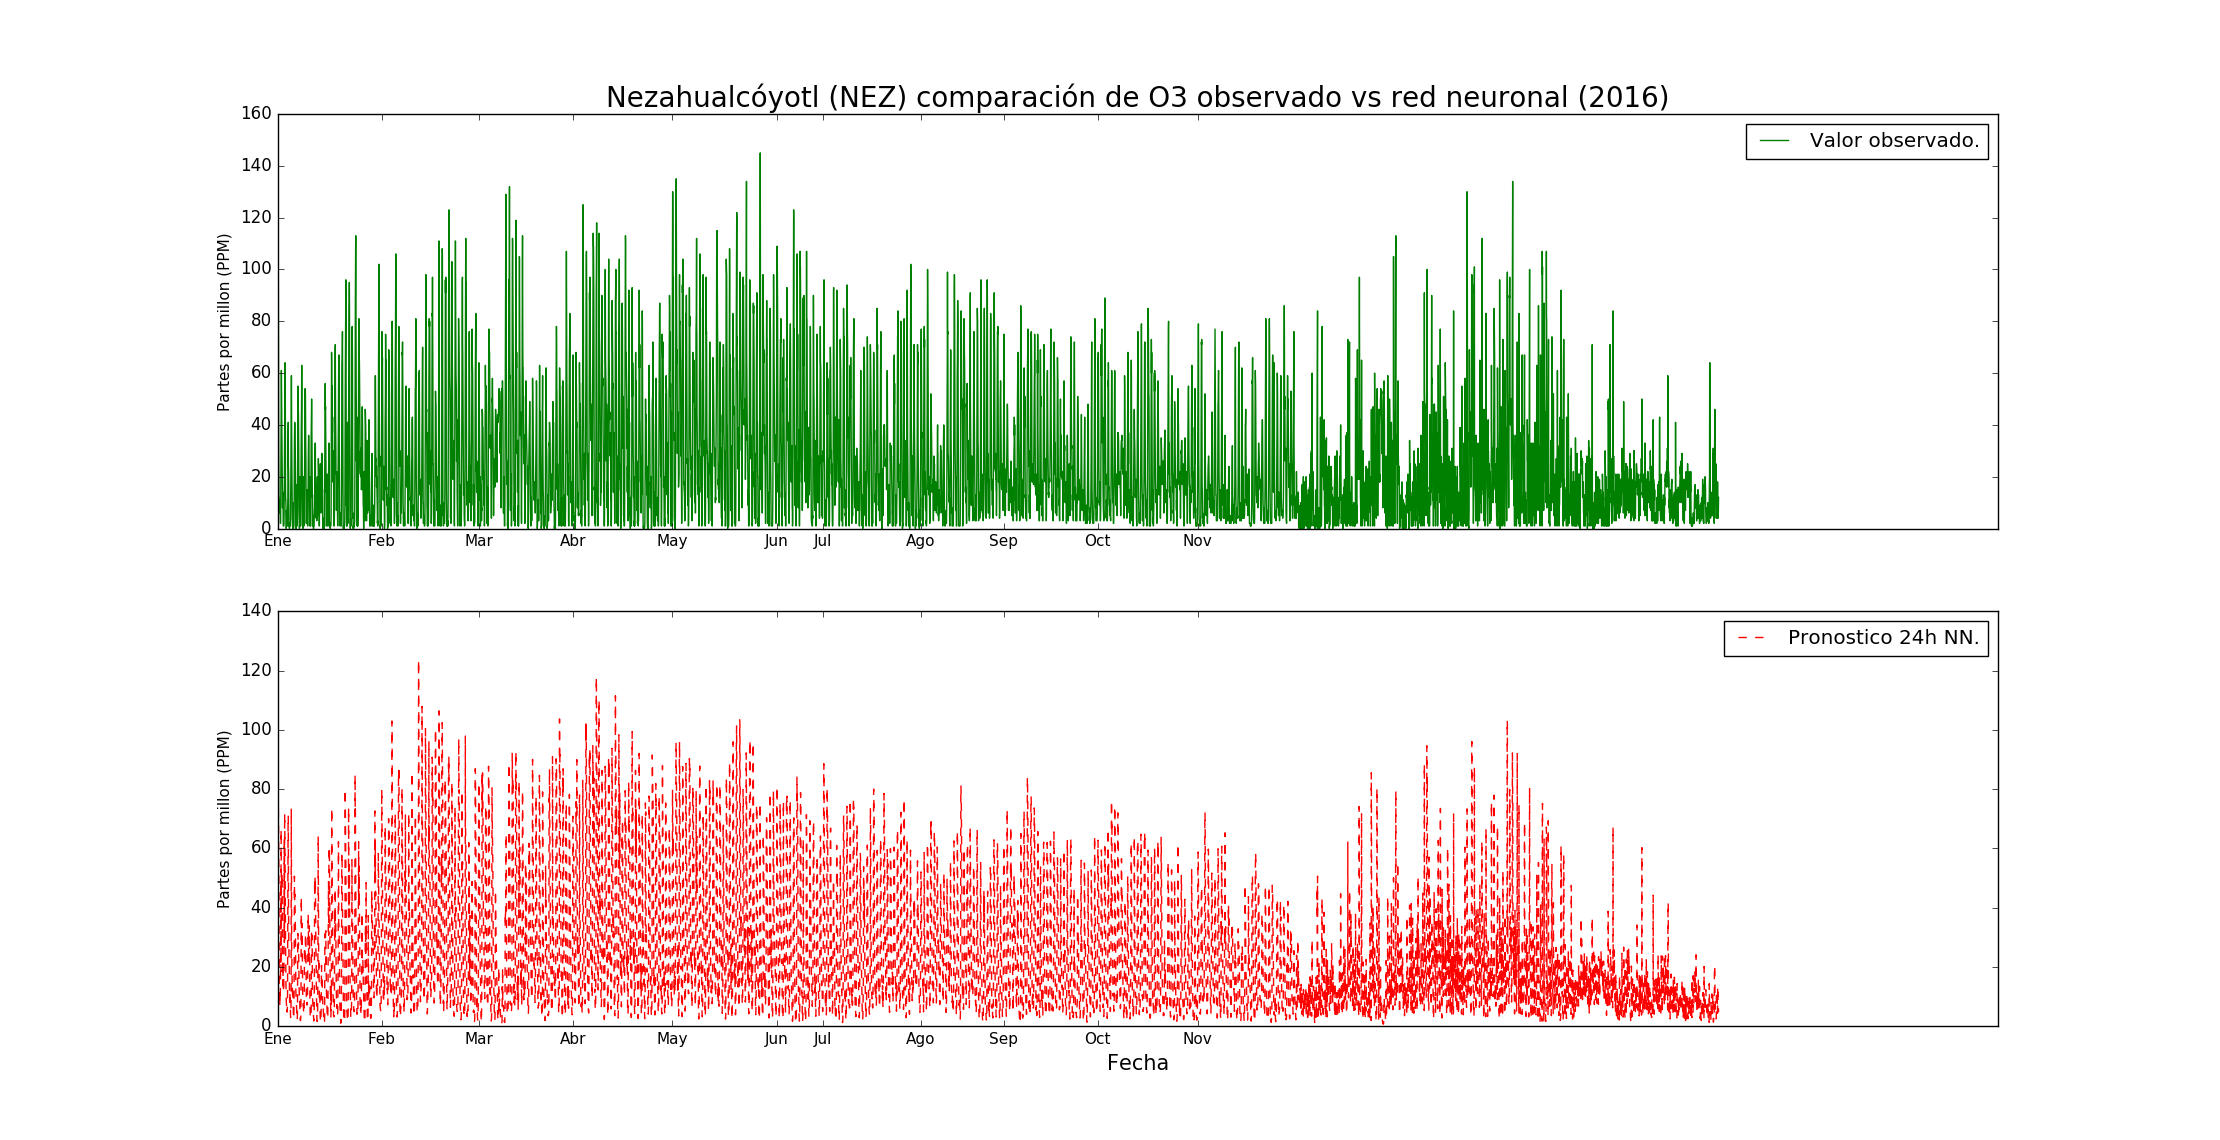 Nezahualcóyotl (NEZ) comparación de O3 observado vs red neuronal (2016)
160
140
120
100
80
60
40
20
0
Partes por millon (PPM)
Valor observado.
Ene Feb Mar Abr May Jun Jul Ago Sep Oct Nov
140
120
100
80
60
40
20
0
Partes por millon (PPM)
Pronostico 24h NN.
Ene Feb Mar Abr May Jun Jul Ago Sep Oct Nov
Fecha